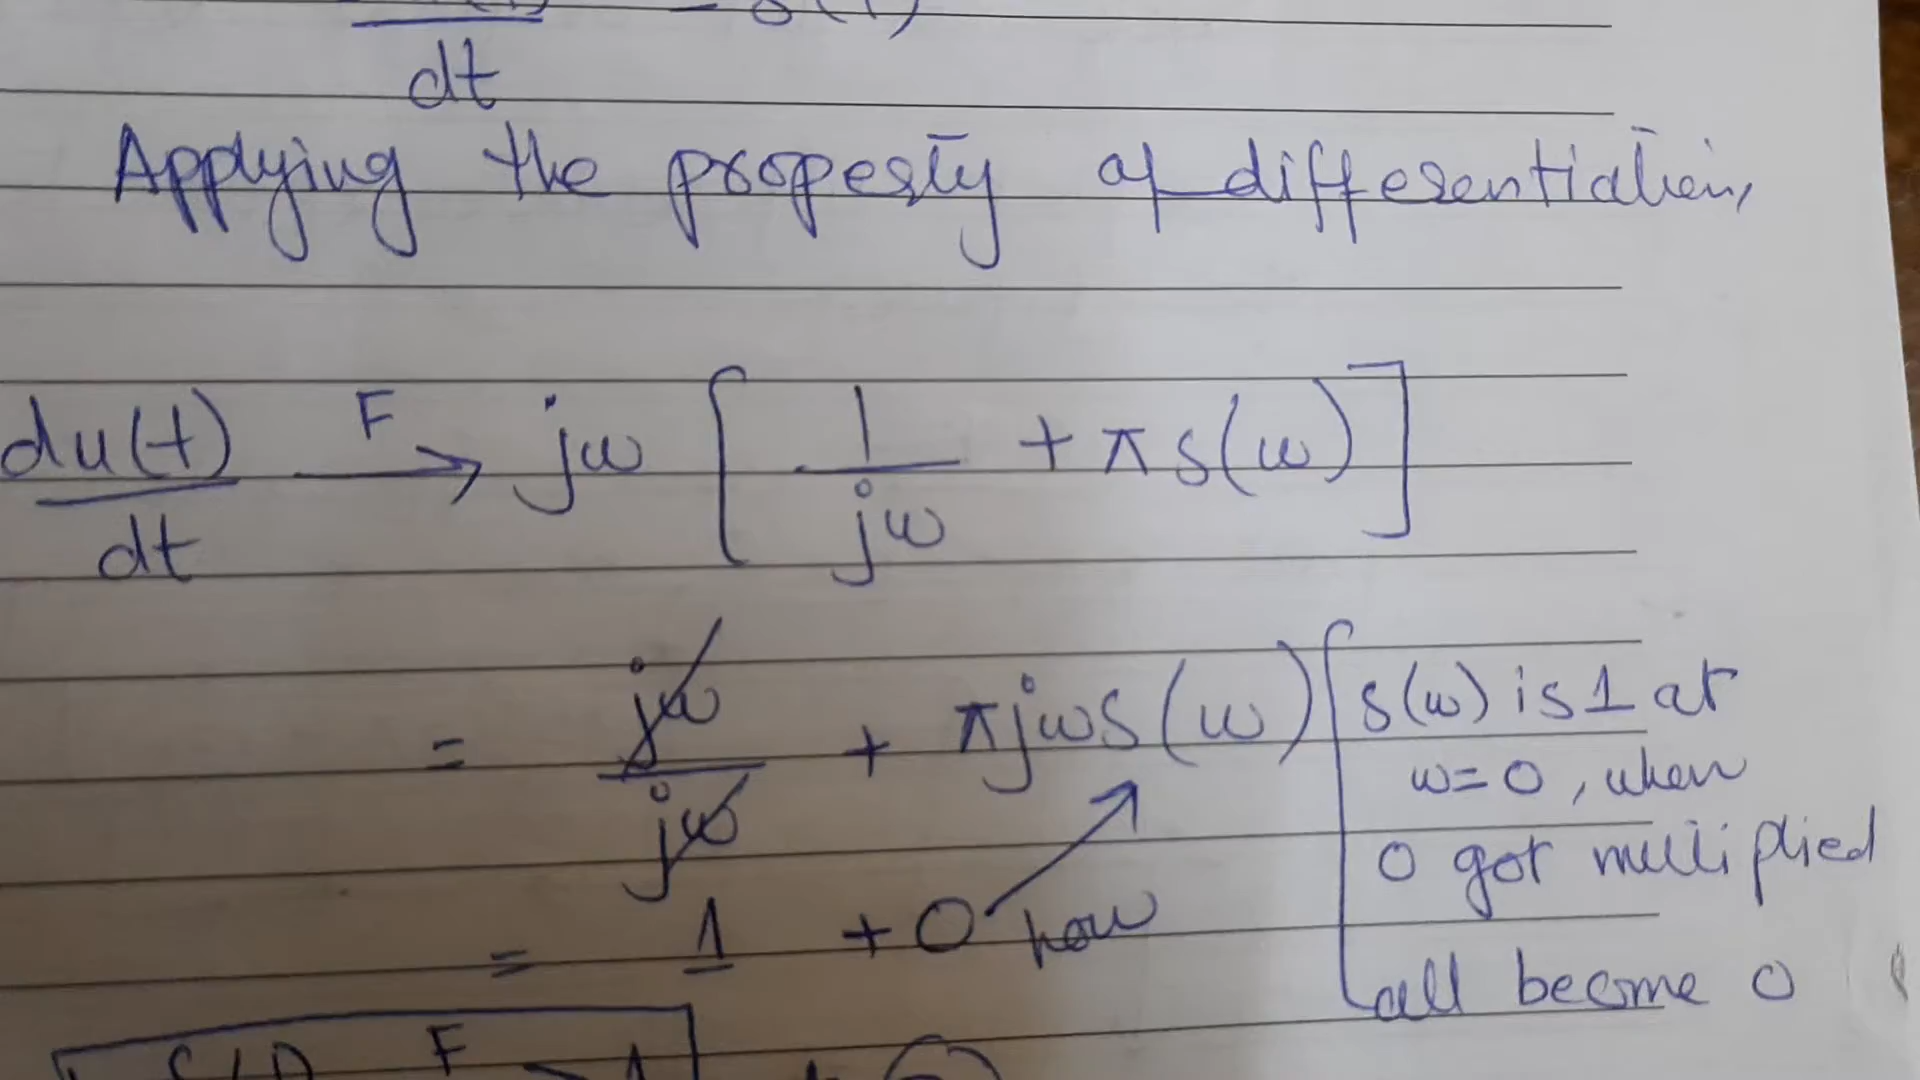 dt
Applying the property of differentiation,
du(t)/dt F→ jω [ 1/jω + πδ(ω) ]
= jω/jω + πjωδ(ω) [ δ(ω) is 1 at
ω=0, when
0 got multiplied
= 1 + 0 how
all become 0
F